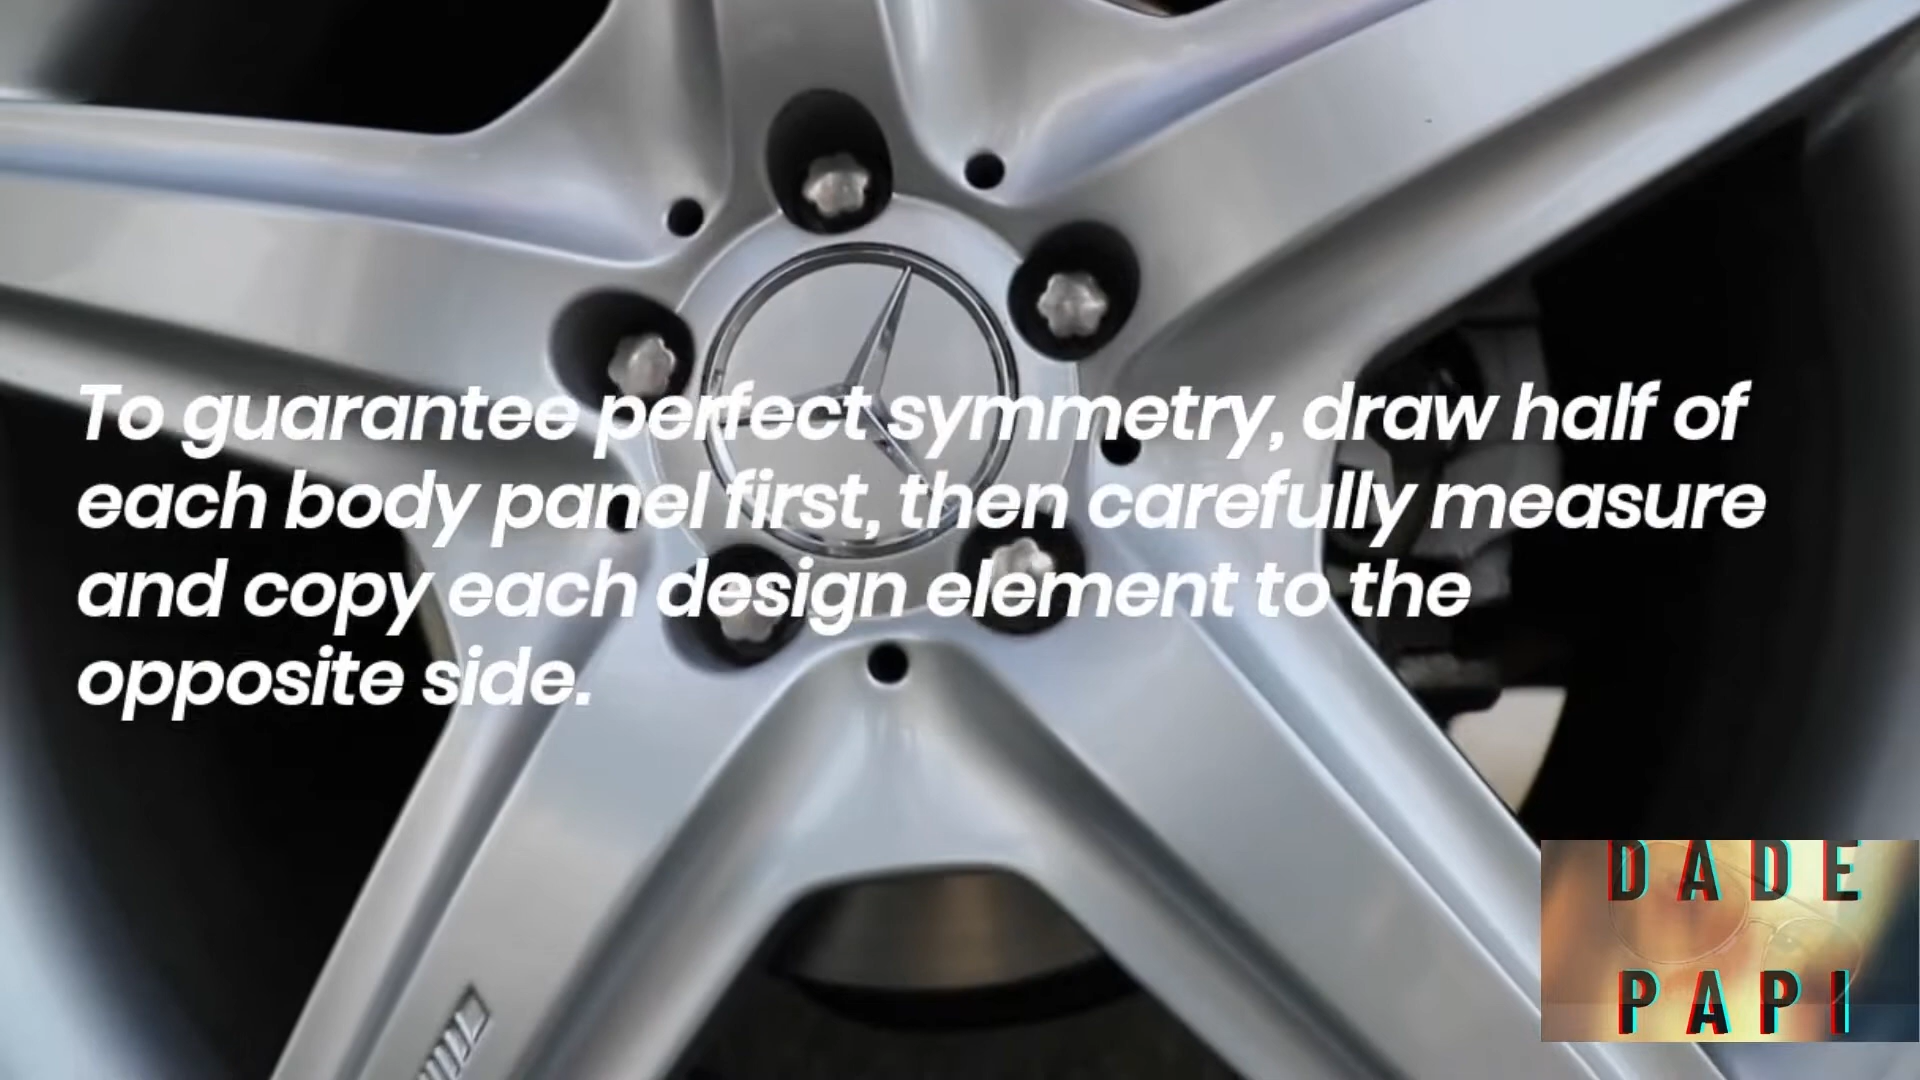 To guarantee perfect symmetry, draw half of
each body panel first, then carefully measure
and copy each design element to the
opposite side.
DADE
PAPI